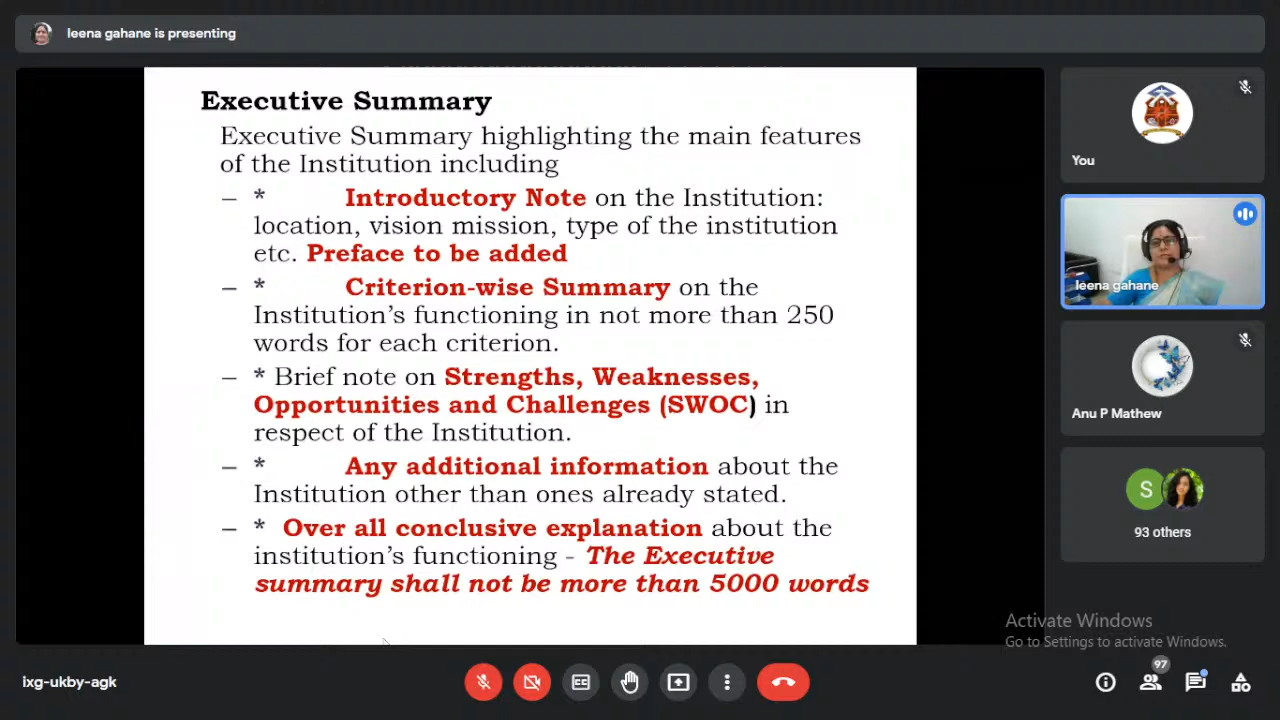 leena gahane is presenting
Executive Summary
Executive Summary highlighting the main features
of the Institution including
– * Introductory Note on the Institution:
location, vision mission, type of the institution
etc. Preface to be added
– * Criterion-wise Summary on the
Institution’s functioning in not more than 250
words for each criterion.
– * Brief note on Strengths, Weaknesses,
Opportunities and Challenges (SWOC) in
respect of the Institution.
– * Any additional information about the
Institution other than ones already stated.
– * Over all conclusive explanation about the
institution’s functioning - The Executive
summary shall not be more than 5000 words
You
leena gahane
Anu P Mathew
S
93 others
Activate Windows
Go to Settings to activate Windows.
ixg-ukby-agk
97